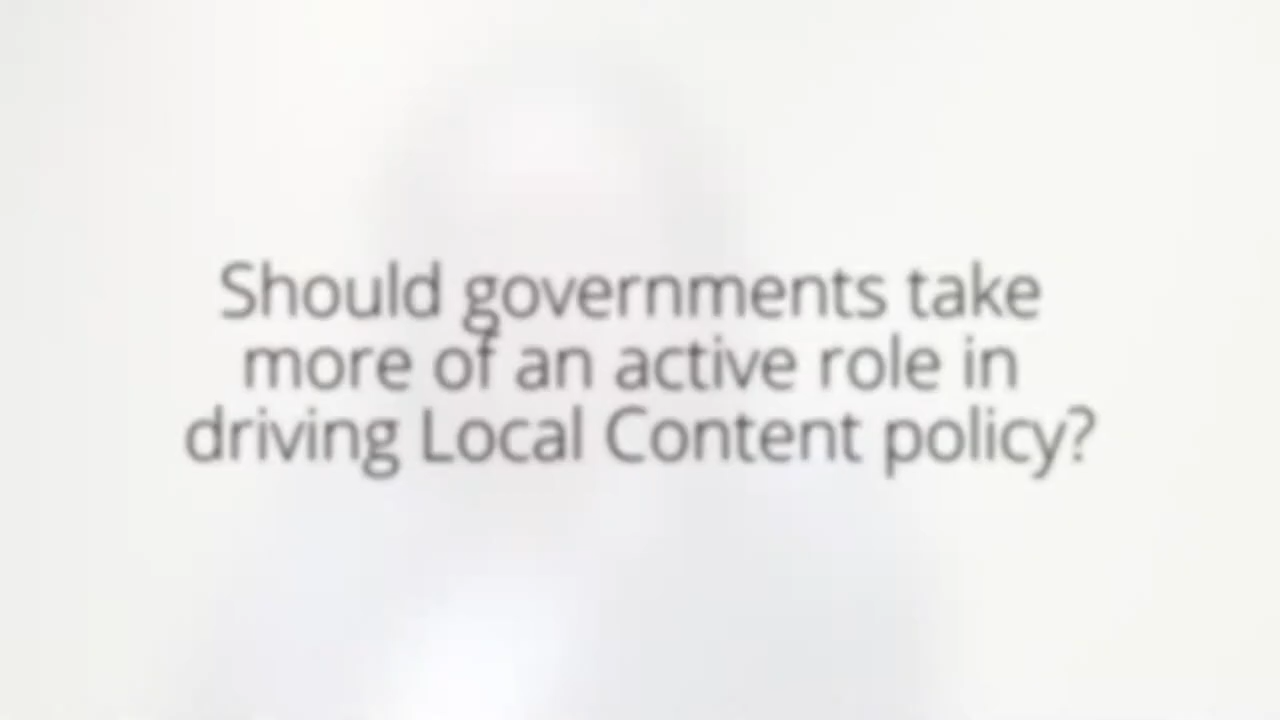 Should governments take
more of an active role in
driving Local Content policy?